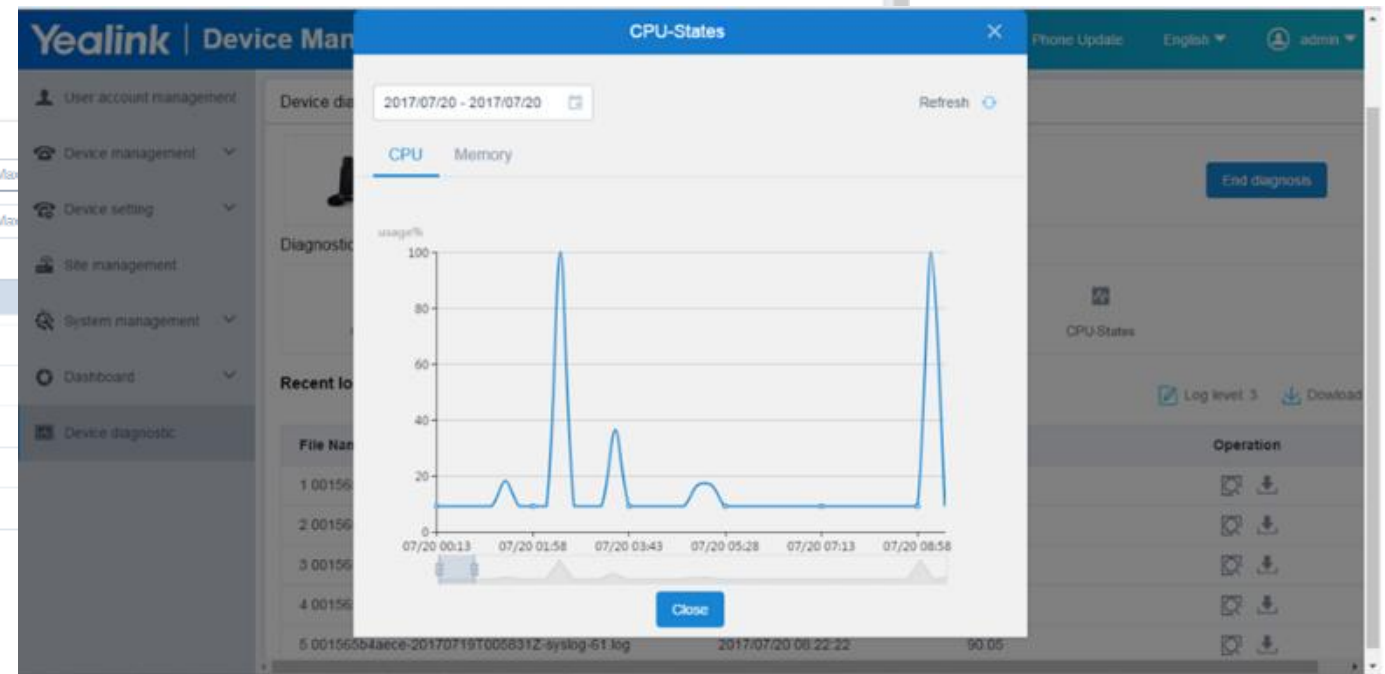 Yealink | Device Man
CPU-States
Phone Update English admin
User account management
Device dia
2017/07/20 - 2017/07/20
Refresh
Device management
CPU Memory
End diagnosis
Device setting
Diagnostic
usage%
100
80
60
40
20
0
07/20 00:13 07/20 01:58 07/20 03:43 07/20 05:28 07/20 07:13 07/20 08:58
Site management
System management
CPU-States
Dashboard
Recent lo
Log level: 5 Dowload
Device diagnostic
File Nam
Operation
1 00156
2 00156
3 00156
4 00156
Close
5 001565b4aece-20170719T005831Z-syslog-61.log 2017/07/20 08:22:22 90.05